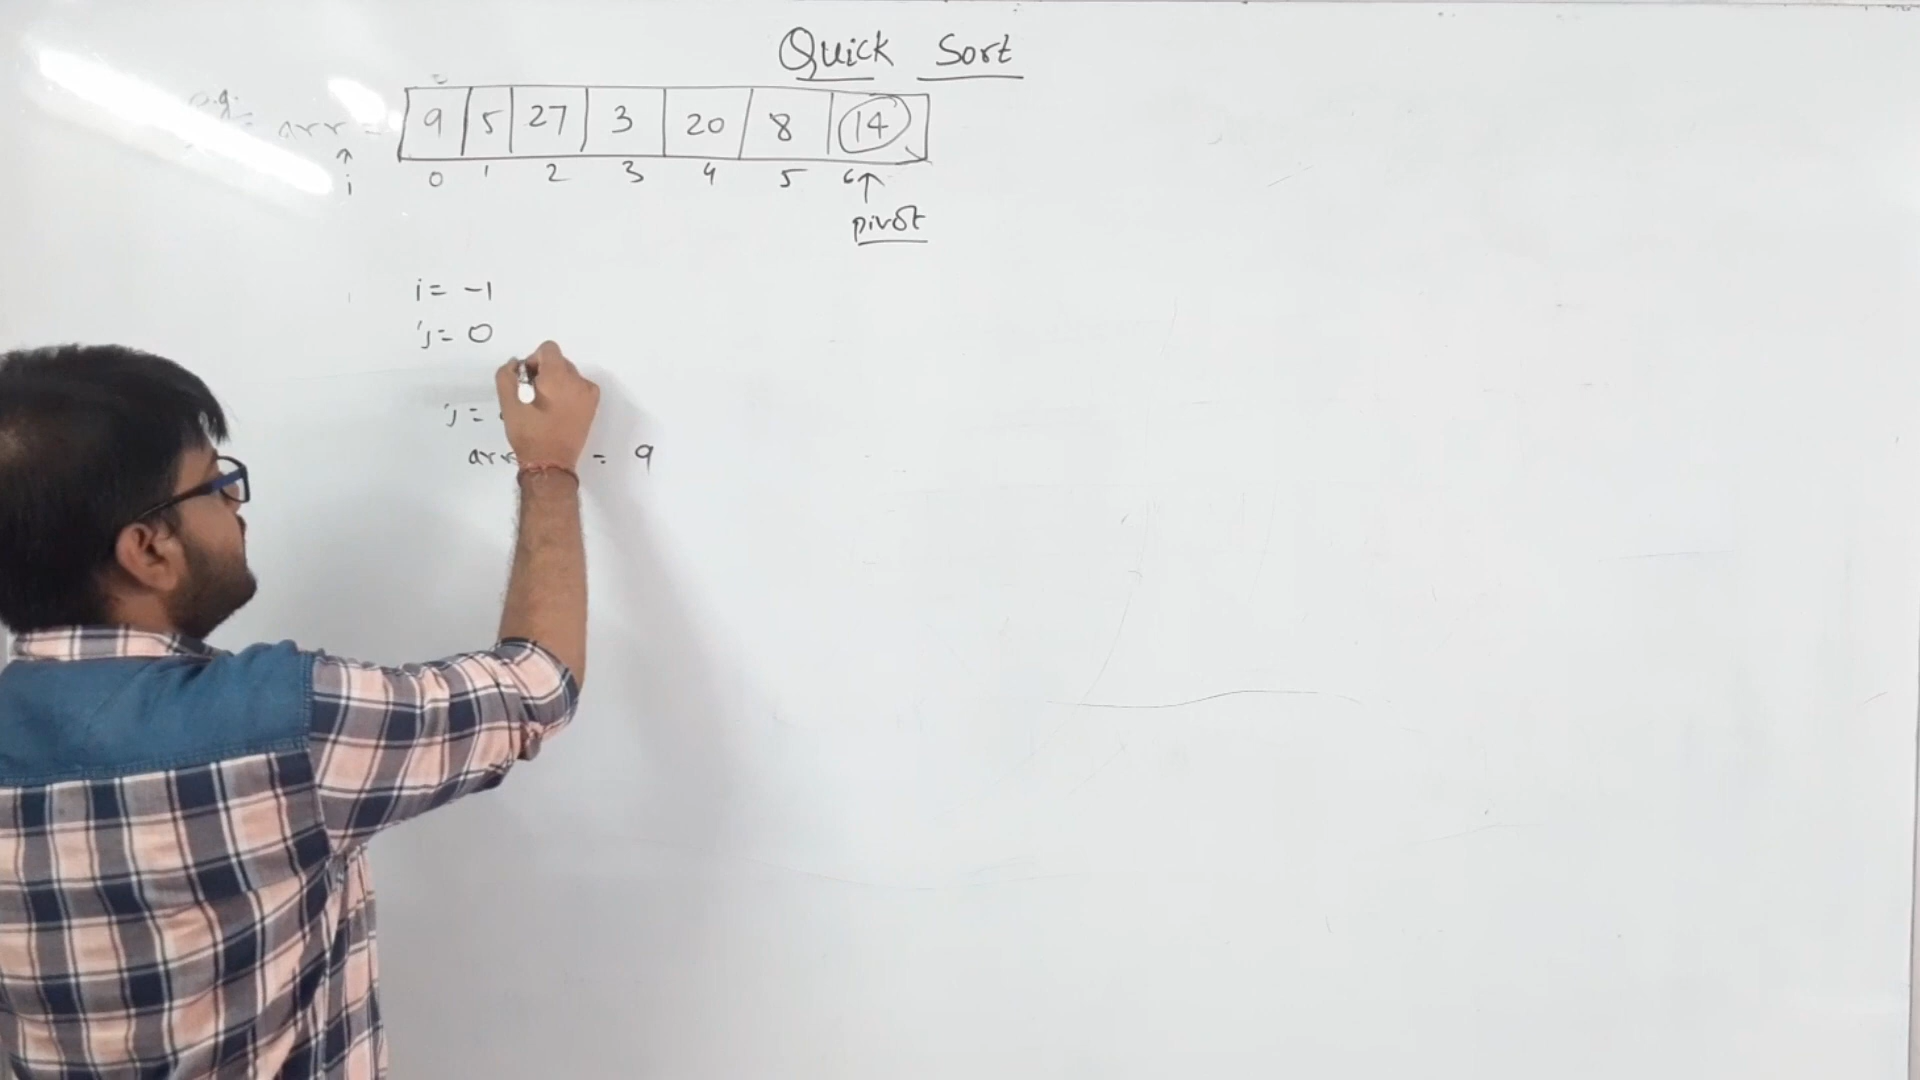 Quick Sort
e.g. arr = 9 5 27 3 20 8 14
↑ i 0 1 2 3 4 5 6 ↑
pivot
i = -1
j = 0
j =
arr = 9